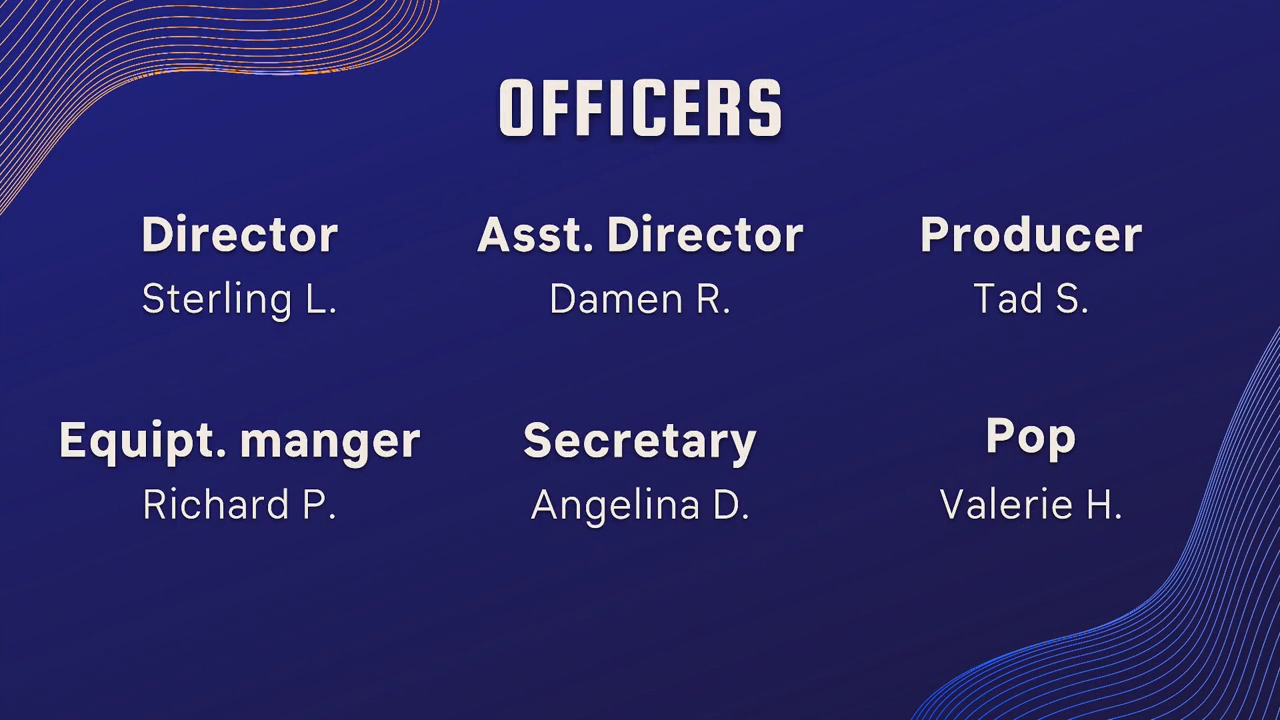 OFFICERS
Director
Sterling L.
Asst. Director
Damen R.
Producer
Tad S.
Equipt. manger
Richard P.
Secretary
Angelina D.
Pop
Valerie H.